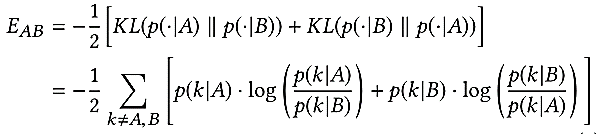 E_{AB} = -\frac{1}{2} \left[ KL(p(\cdot|A) \parallel p(\cdot|B)) + KL(p(\cdot|B) \parallel p(\cdot|A)) \right]
= -\frac{1}{2} \sum_{k \neq A,B} \left[ p(k|A) \cdot \log \left( \frac{p(k|A)}{p(k|B)} \right) + p(k|B) \cdot \log \left( \frac{p(k|B)}{p(k|A)} \right) \right]